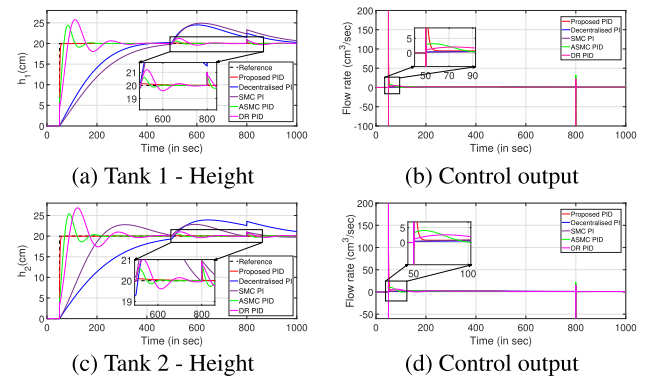 h1(cm)
25
20
15
10
5
0
0 200 400 600 800 1000
Time (in sec)
21
20
19
600 800
Reference
Proposed PID
Decentralised PI
SMC PI
ASMC PID
DR PID
(a) Tank 1 - Height
Flow rate (cm³/sec)
200
150
100
50
0
-50
-100
0 200 400 600 800 1000
Time (in sec)
5
0
50 70 90
Proposed PID
Decentralised PI
SMC PID
ASMC PID
DR PID
(b) Control output
h2(cm)
25
20
15
10
5
0
0 200 400 600 800 1000
Time (in sec)
21
20
19
600 800
Reference
Proposed PID
Decentralised PI
SMC PI
ASMC PID
DR PID
(c) Tank 2 - Height
Flow rate (cm³/sec)
200
150
100
50
0
-50
0 200 400 600 800 1000
Time (in sec)
5
0
50 100
Proposed PID
Decentralised PI
SMC PID
ASMC PID
DR PID
(d) Control output